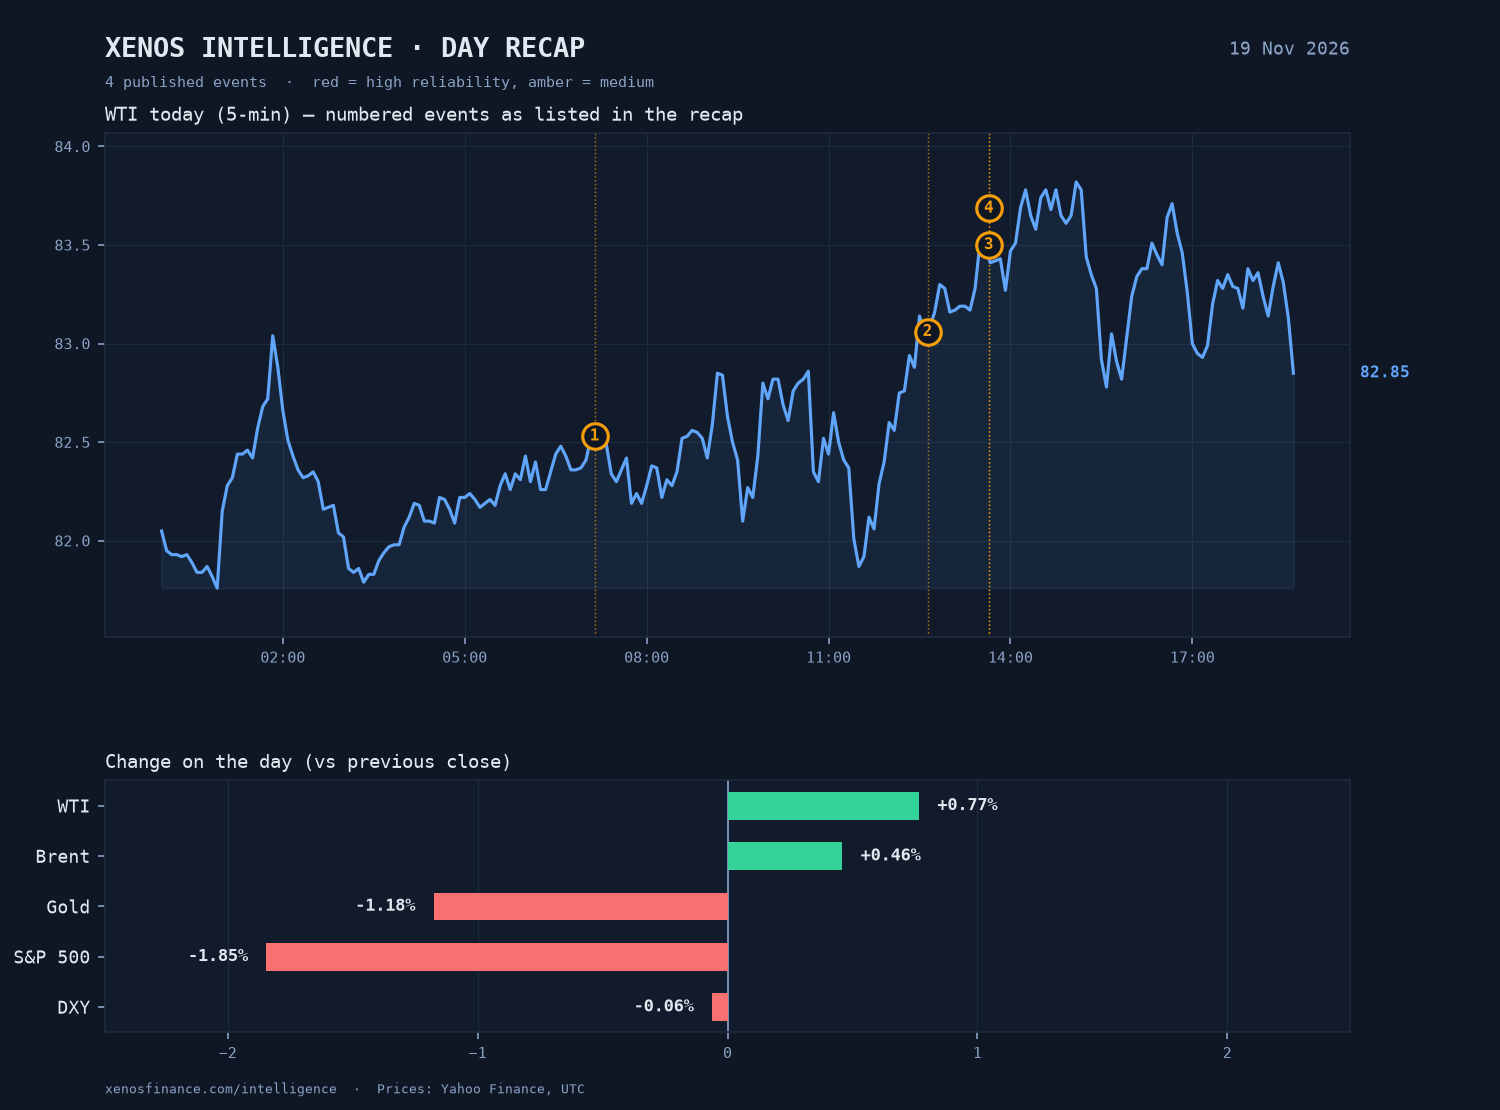 XENOS INTELLIGENCE · DAY RECAP
19 Nov 2026
4 published events · red = high reliability, amber = medium
WTI today (5-min) — numbered events as listed in the recap
84.0
83.5
83.0
82.5
82.0
1
2
3
4
82.85
02:00 05:00 08:00 11:00 14:00 17:00
Change on the day (vs previous close)
WTI +0.77%
Brent +0.46%
Gold -1.18%
S&P 500 -1.85%
DXY -0.06%
−2 −1 0 1 2
xenosfinance.com/intelligence · Prices: Yahoo Finance, UTC